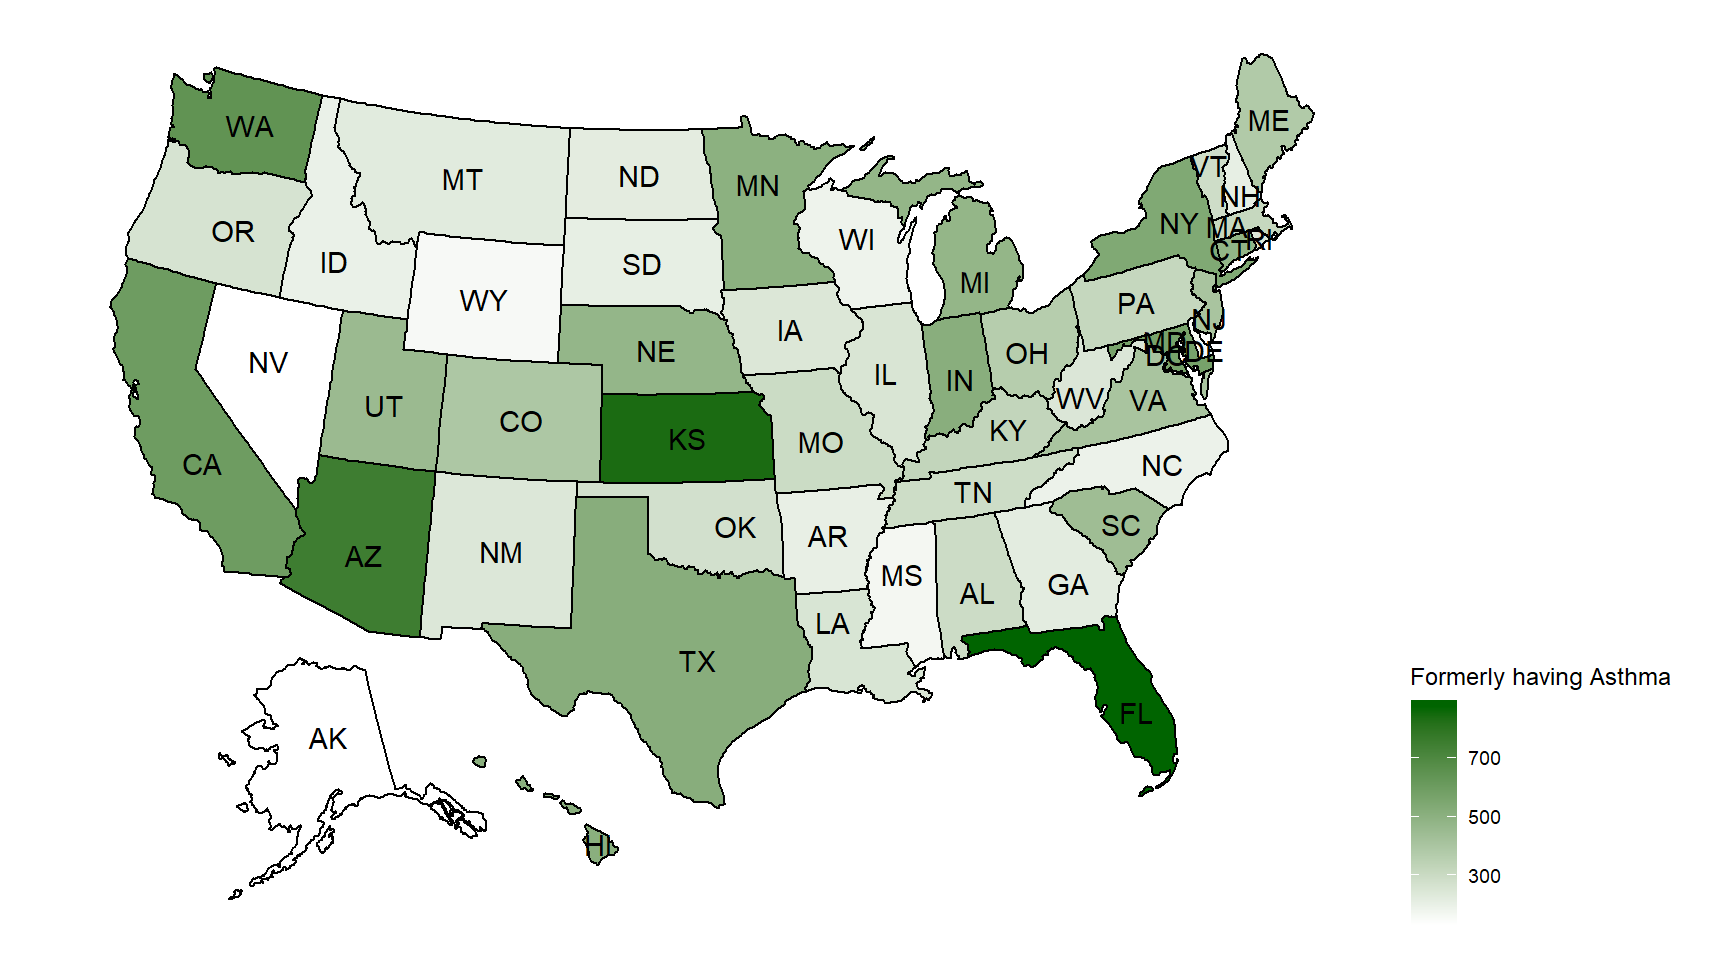 ME
WA
VT
MT
ND
MN
NH
OR
NY
MA
RI
WI
CT
ID
SD
MI
WY
PA
NJ
IA
MD
NE
OH
DE
DC
NV
IL
IN
WV
VA
UT
CO
KY
KS
MO
CA
NC
TN
OK
SC
AR
AZ
NM
MS
GA
AL
LA
TX
Formerly having Asthma
FL
AK
700
500
HI
300